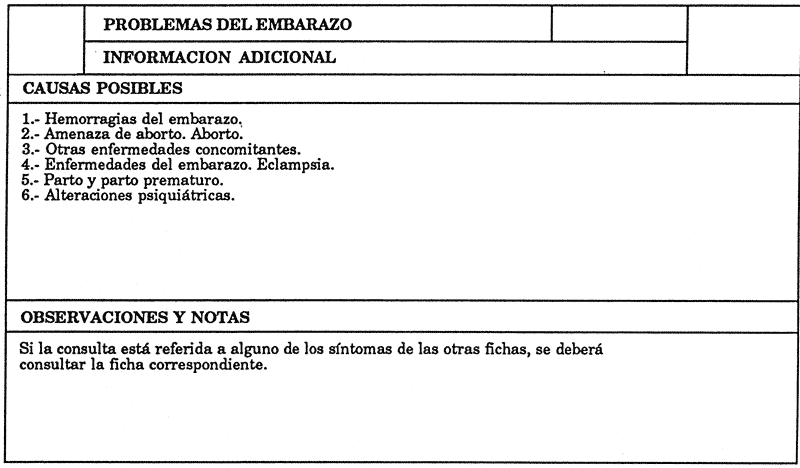 PROBLEMAS DEL EMBARAZO
INFORMACION ADICIONAL
CAUSAS POSIBLES
1.- Hemorragias del embarazo.
2.- Amenaza de aborto. Aborto.
3.- Otras enfermedades concomitantes.
4.- Enfermedades del embarazo. Eclampsia.
5.- Parto y parto prematuro.
6.- Alteraciones psiquiátricas.
OBSERVACIONES Y NOTAS
Si la consulta está referida a alguno de los síntomas de las otras fichas, se deberá
consultar la ficha correspondiente.